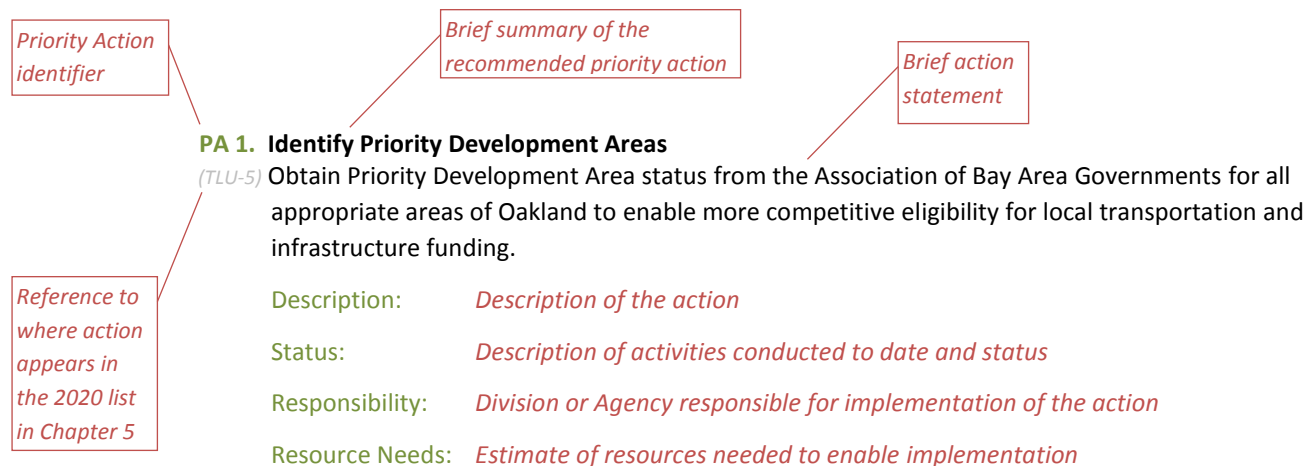 Priority Action
identifier
Brief summary of the
recommended priority action
Brief action
statement
PA 1. Identify Priority Development Areas
(TLU-5) Obtain Priority Development Area status from the Association of Bay Area Governments for all
appropriate areas of Oakland to enable more competitive eligibility for local transportation and
infrastructure funding.
Reference to
where action
appears in
the 2020 list
in Chapter 5
Description: Description of the action
Status: Description of activities conducted to date and status
Responsibility: Division or Agency responsible for implementation of the action
Resource Needs: Estimate of resources needed to enable implementation